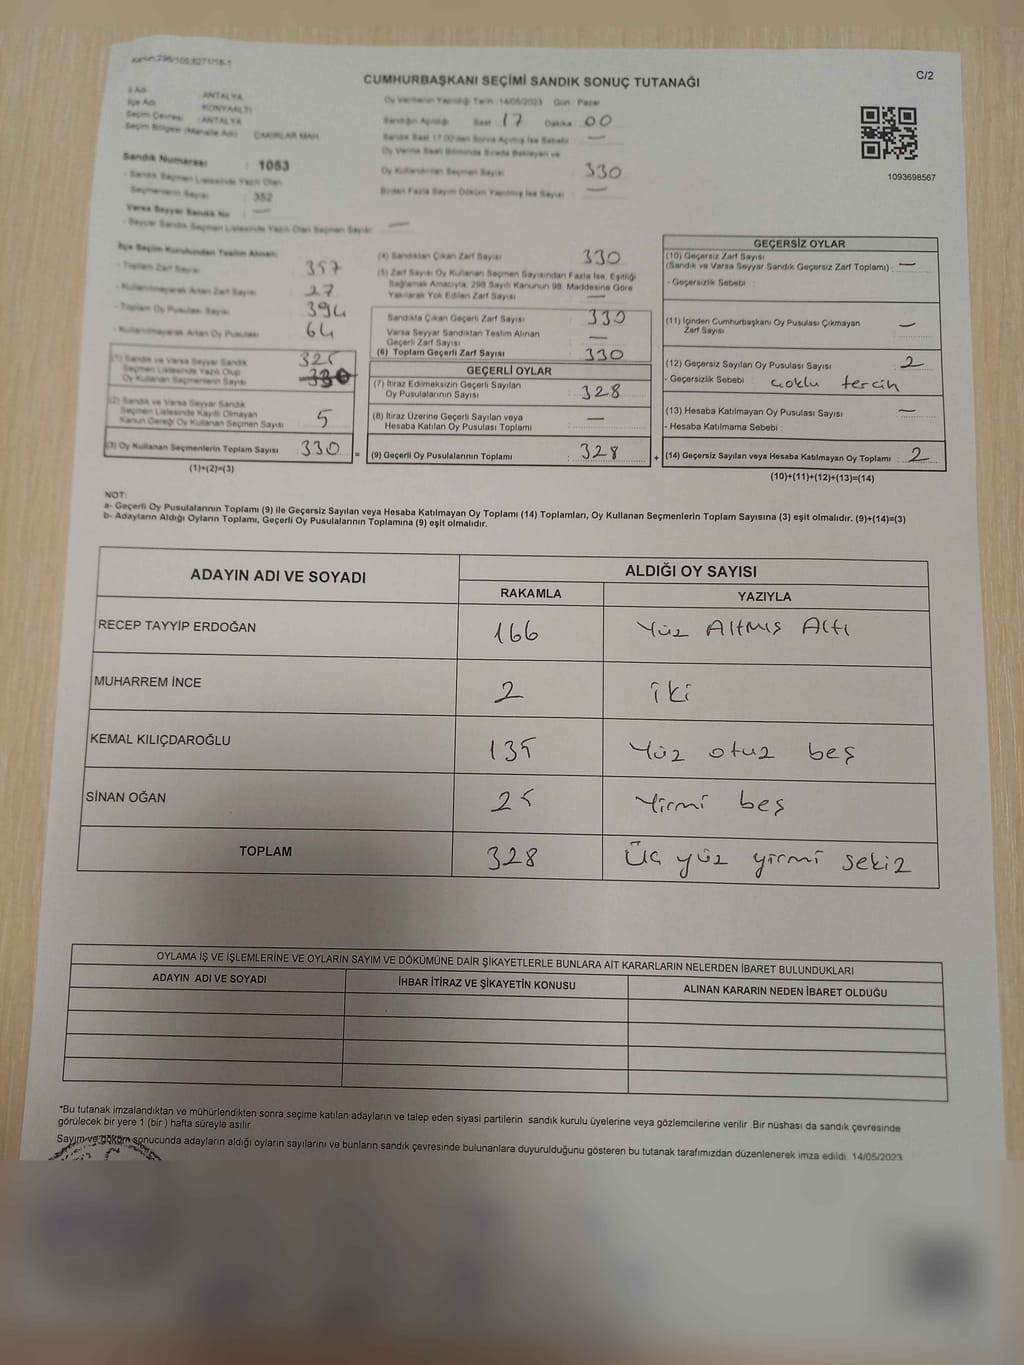 Kanun:298/105;6271/18-1
CUMHURBAŞKANI SEÇİMİ SANDIK SONUÇ TUTANAĞI
C/2
İl Adı : ANTALYA
İlçe Adı : KONYAALTI
Seçim Çevresi : ANTALYA
Seçim Bölgesi (Mahalle Adı) : ÇAKIRLAR MAH.
Oy Vermenin Yapıldığı Tarih :14/05/2023 Gün : Pazar
Sandığın Açıldığı Saat : 17 Dakika : 00
Sandık Saat 17:00'den Sonra Açılmış İse Sebebi : —
Oy Verme Saati Bitiminde Sırada Bekleyen ve
Oy Kullandırılan Seçmen Sayısı : 330
Birden Fazla Sayım Döküm Yapılmış İse Sayısı : —
1093698567
Sandık Numarası : 1053
- Sandık Seçmen Listesinde Yazılı Olan
Seçmenlerin Sayısı : 352
Varsa Seyyar Sandık No : —
- Seyyar Sandık Seçmen Listesinde Yazılı Olan Seçmen Sayısı: —
İlçe Seçim Kurulundan Teslim Alınan;
- Toplam Zarf Sayısı : 357
- Kullanılmayarak Artan Zarf Sayısı : 27
- Toplam Oy Pusulası Sayısı : 394
- Kullanılmayarak Artan Oy Pusulası : 64
(1) Sandık ve Varsa Seyyar Sandık
Seçmen Listesinde Yazılı Olup
Oy Kullanan Seçmenlerin Sayısı 325 330
(2) Sandık ve Varsa Seyyar Sandık
Seçmen Listesinde Kayıtlı Olmayan
Kanun Gereği Oy Kullanan Seçmen Sayısı 5
(3) Oy Kullanan Seçmenlerin Toplam Sayısı : 330
(1)+(2)=(3)
(4) Sandıktan Çıkan Zarf Sayısı : 330
(5) Zarf Sayısı Oy Kullanan Seçmen Sayısından Fazla İse, Eşitliği
Sağlamak Amacıyla, 298 Sayılı Kanunun 98. Maddesine Göre
Yakılarak Yok Edilen Zarf Sayısı : —
Sandıkta Çıkan Geçerli Zarf Sayısı : 330
Varsa Seyyar Sandıktan Teslim Alınan
Geçerli Zarf Sayısı : —
(6) Toplam Geçerli Zarf Sayısı : 330
GEÇERLİ OYLAR
(7) İtiraz Edilmeksizin Geçerli Sayılan
Oy Pusulalarının Sayısı : 328
(8) İtiraz Üzerine Geçerli Sayılan veya
Hesaba Katılan Oy Pusulası Toplamı : —
= (9) Geçerli Oy Pusulalarının Toplamı : 328
GEÇERSİZ OYLAR
(10) Geçersiz Zarf Sayısı
(Sandık ve Varsa Seyyar Sandık Geçersiz Zarf Toplamı) : —
- Geçersizlik Sebebi
(11) İçinden Cumhurbaşkanı Oy Pusulası Çıkmayan
Zarf Sayısı —
(12) Geçersiz Sayılan Oy Pusulası Sayısı : 2
- Geçersizlik Sebebi : çoklu tercih
(13) Hesaba Katılmayan Oy Pusulası Sayısı : —
- Hesaba Katılmama Sebebi :
+ (14) Geçersiz Sayılan veya Hesaba Katılmayan Oy Toplamı : 2
(10)+(11)+(12)+(13)=(14)
NOT:
a- Geçerli Oy Pusulalarının Toplamı (9) ile Geçersiz Sayılan veya Hesaba Katılmayan Oy Toplamı (14) Toplamları, Oy Kullanan Seçmenlerin Toplam Sayısına (3) eşit olmalıdır. (9)+(14)=(3)
b- Adayların Aldığı Oyların Toplamı, Geçerli Oy Pusulalarının Toplamına (9) eşit olmalıdır.
ADAYIN ADI VE SOYADI
ALDIĞI OY SAYISI
RAKAMLA YAZIYLA
RECEP TAYYİP ERDOĞAN 166 Yüz Altmış Altı
MUHARREM İNCE 2 iki
KEMAL KILIÇDAROĞLU 135 Yüz otuz beş
SİNAN OĞAN 25 Yirmi beş
TOPLAM 328 Üç yüz yirmi sekiz
OYLAMA İŞ VE İŞLEMLERİNE VE OYLARIN SAYIM VE DÖKÜMÜNE DAİR ŞİKAYETLERLE BUNLARA AİT KARARLARIN NELERDEN İBARET BULUNDUKLARI
ADAYIN ADI VE SOYADI İHBAR İTİRAZ VE ŞİKAYETİN KONUSU ALINAN KARARIN NEDEN İBARET OLDUĞU
*Bu tutanak imzalandıktan ve mühürlendikten sonra seçime katılan adayların ve talep eden siyasi partilerin sandık kurulu üyelerine veya gözlemcilerine verilir .Bir nüshası da sandık çevresinde
görülecek bir yere 1 (bir ) hafta süreyle asılır.
Sayım ve döküm sonucunda adayların aldığı oyların sayılarını ve bunların sandık çevresinde bulunanlara duyurulduğunu gösteren bu tutanak tarafımızdan düzenlenerek imza edildi. 14/05/2023